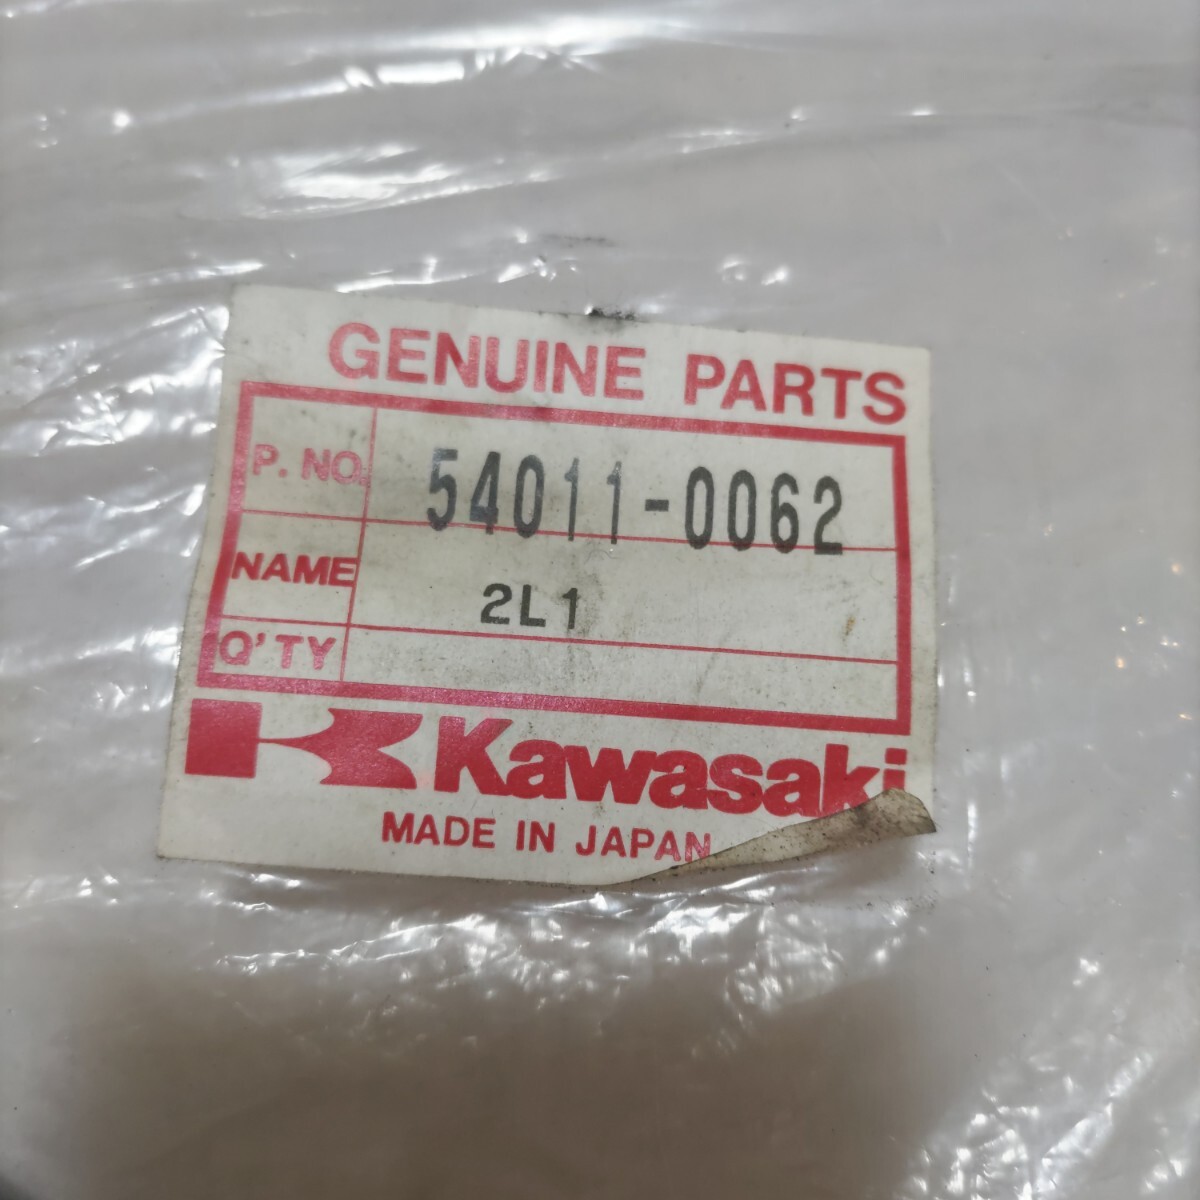 GENUINE PARTS
P. NO. 54011-0062
NAME 2L1
Q'TY
Kawasaki
MADE IN JAPAN